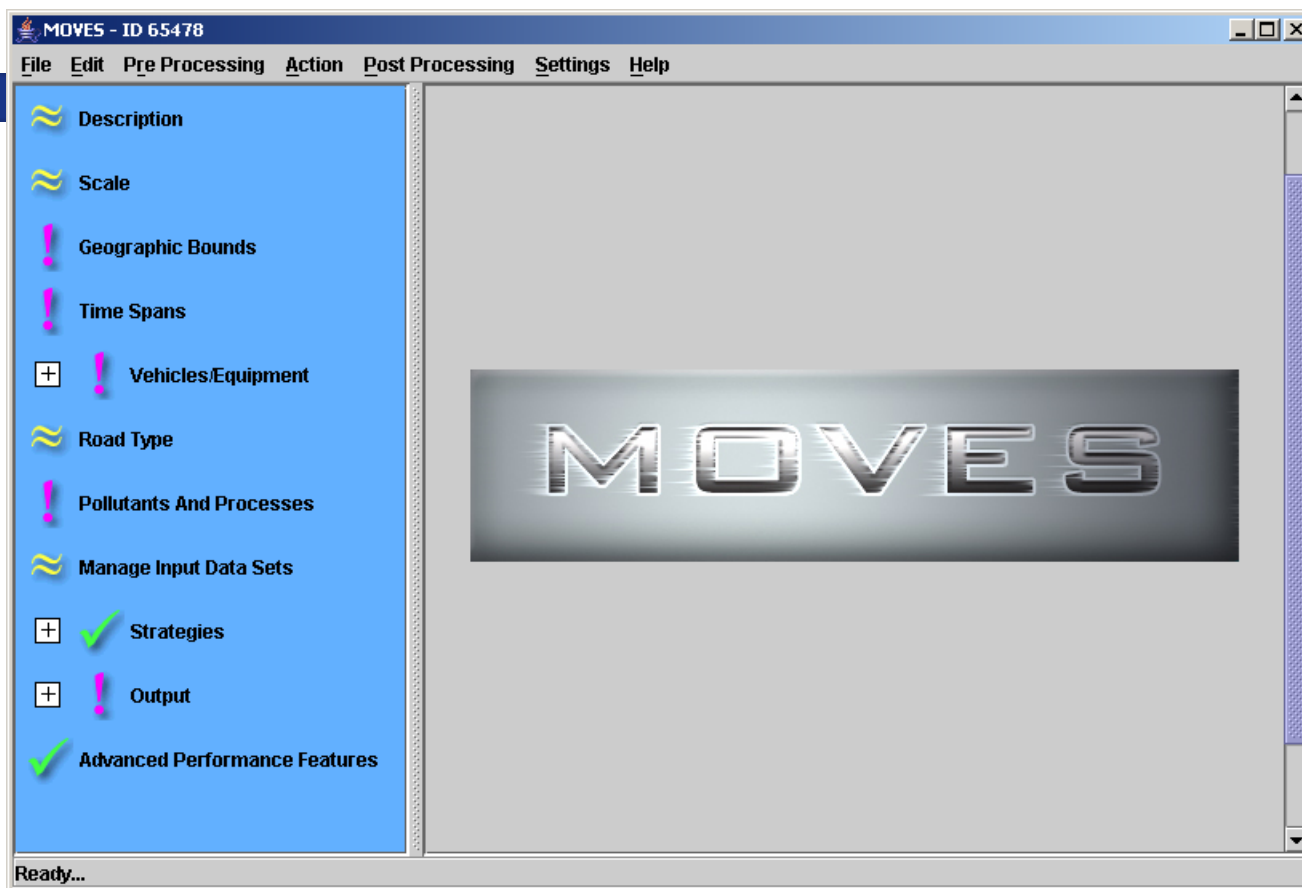 MOVES - ID 65478
File Edit Pre Processing Action Post Processing Settings Help
Description
Scale
Geographic Bounds
Time Spans
Vehicles/Equipment
Road Type
Pollutants And Processes
Manage Input Data Sets
Strategies
Output
Advanced Performance Features
MOVES
Ready...